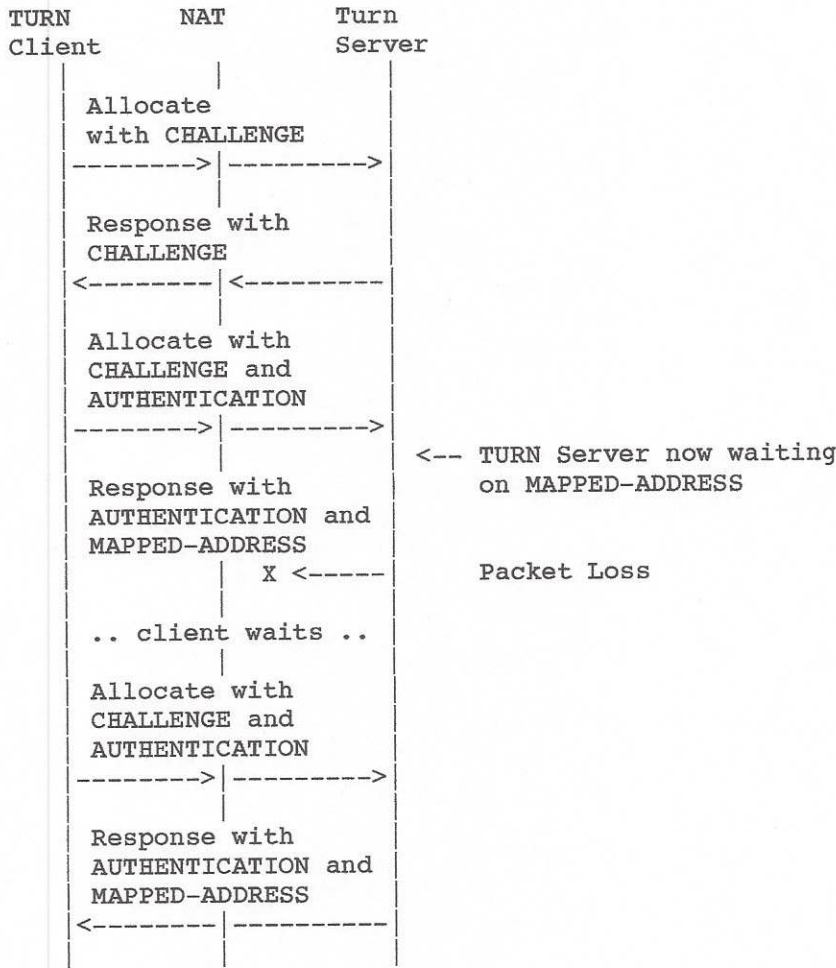 TURN NAT Turn
Client Server
Allocate
with CHALLENGE
-------->|--------->
Response with
CHALLENGE
<--------|<---------
Allocate with
CHALLENGE and
AUTHENTICATION
-------->|--------->
<-- TURN Server now waiting
Response with on MAPPED-ADDRESS
AUTHENTICATION and
MAPPED-ADDRESS
X <----- Packet Loss
.. client waits ..
Allocate with
CHALLENGE and
AUTHENTICATION
-------->|--------->
Response with
AUTHENTICATION and
MAPPED-ADDRESS
<--------|----------